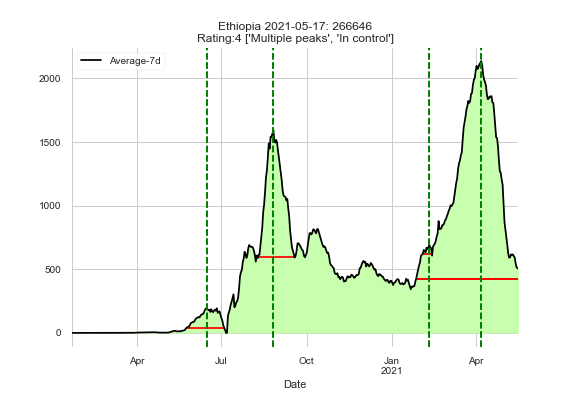 Ethiopia 2021-05-17: 266646
Rating:4 ['Multiple peaks', 'In control']
Average-7d
2000
1500
1000
500
0
Apr
Jul
Oct
Jan
2021
Apr
Date